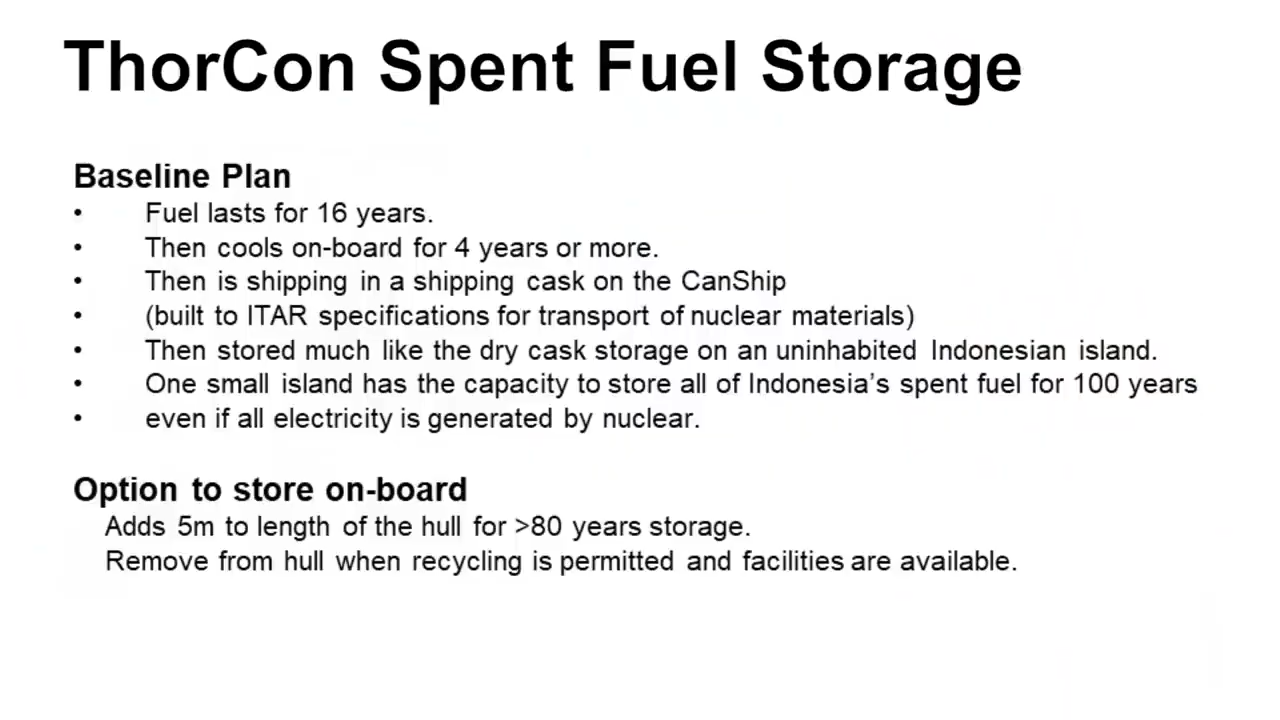 ThorCon Spent Fuel Storage
Baseline Plan
• Fuel lasts for 16 years.
• Then cools on-board for 4 years or more.
• Then is shipping in a shipping cask on the CanShip
• (built to ITAR specifications for transport of nuclear materials)
• Then stored much like the dry cask storage on an uninhabited Indonesian island.
• One small island has the capacity to store all of Indonesia’s spent fuel for 100 years
• even if all electricity is generated by nuclear.
Option to store on-board
Adds 5m to length of the hull for >80 years storage.
Remove from hull when recycling is permitted and facilities are available.